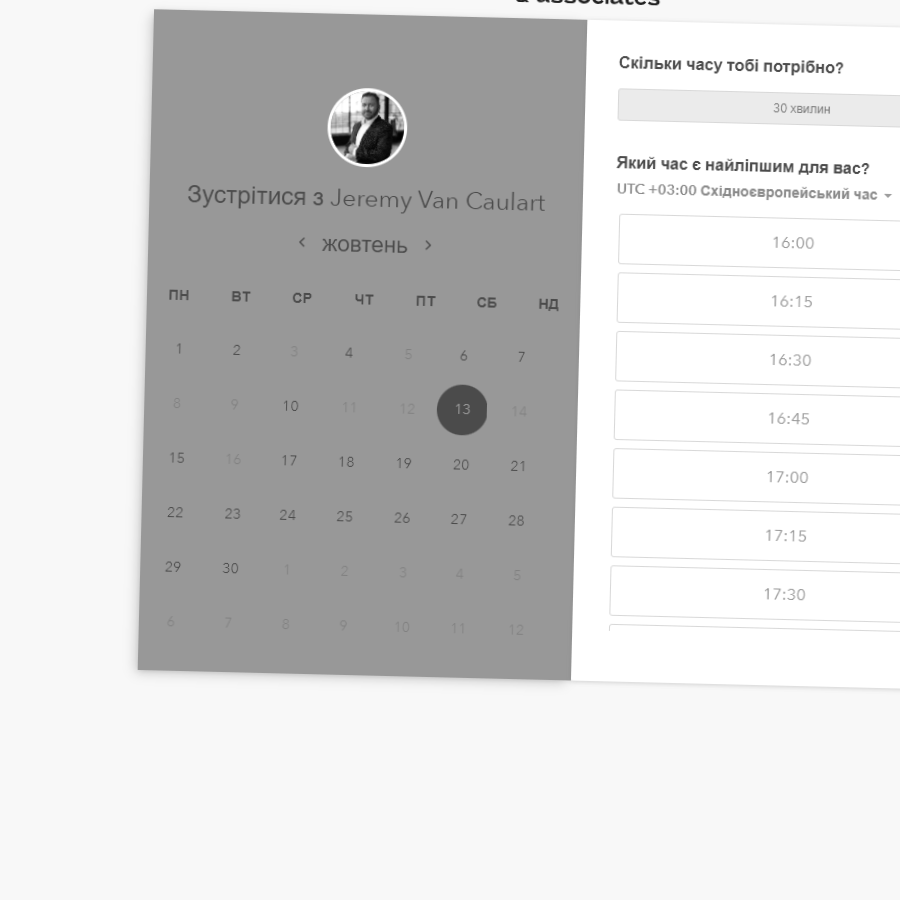 & associates
Зустрітися з Jeremy Van Caulart
жовтень
ПН ВТ СР ЧТ ПТ СБ НД
1 2 3 4 5 6 7
8 9 10 11 12 13 14
15 16 17 18 19 20 21
22 23 24 25 26 27 28
29 30 1 2 3 4 5
6 7 8 9 10 11 12
Скільки часу тобі потрібно?
30 хвилин
Який час є найліпшим для вас?
UTC +03:00 Східноєвропейський час
16:00
16:15
16:30
16:45
17:00
17:15
17:30